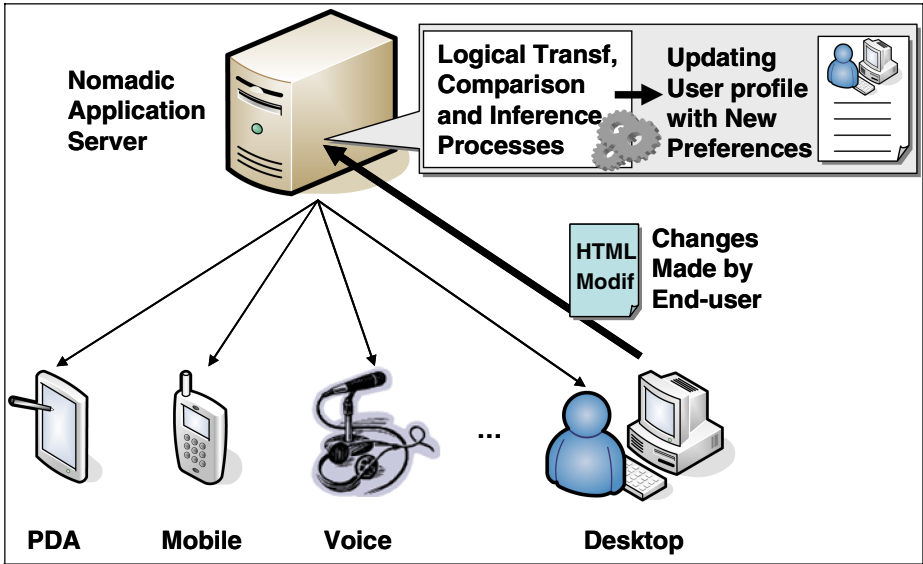 Nomadic
Application
Server
Logical Transf,
Comparison
and Inference
Processes
Updating
User profile
with New
Preferences
HTML
Modif
Changes
Made by
End-user
...
PDA
Mobile
Voice
Desktop